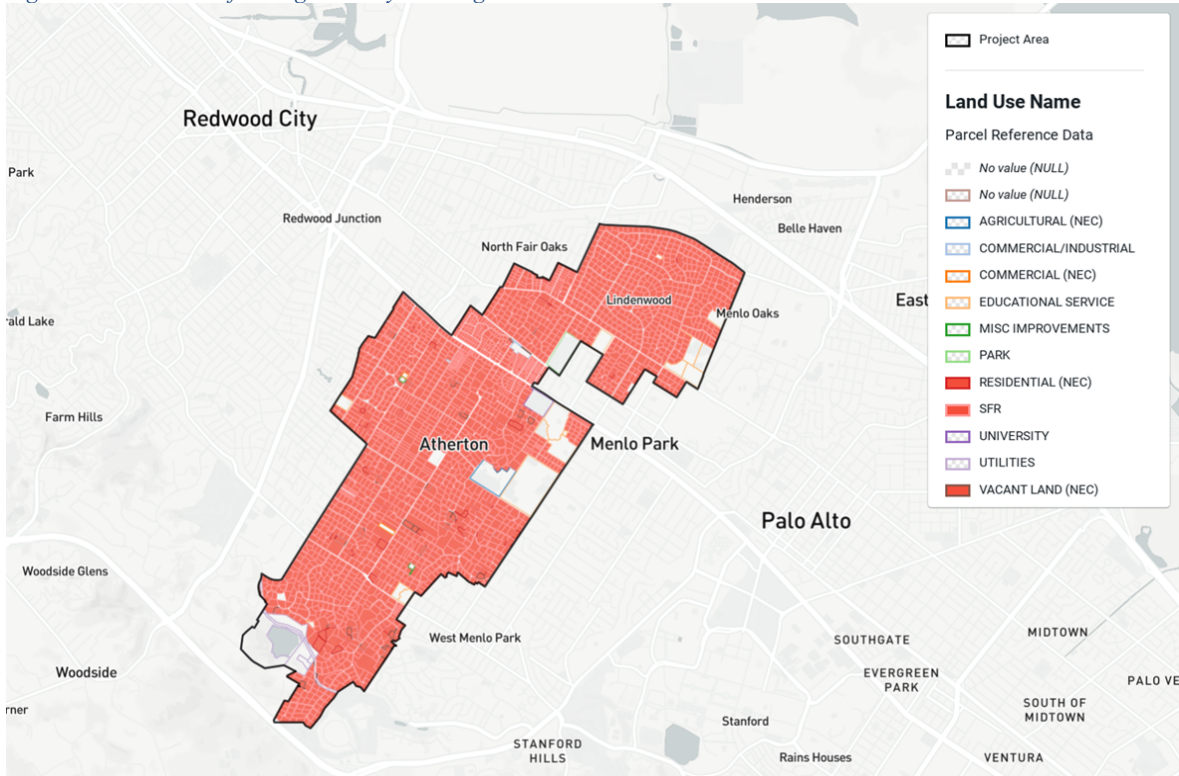 Project Area
Land Use Name
Parcel Reference Data
No value (NULL)
No value (NULL)
AGRICULTURAL (NEC)
COMMERCIAL/INDUSTRIAL
COMMERCIAL (NEC)
EDUCATIONAL SERVICE
MISC IMPROVEMENTS
PARK
RESIDENTIAL (NEC)
SFR
UNIVERSITY
UTILITIES
VACANT LAND (NEC)
Redwood City
Park
Henderson
Redwood Junction
Belle Haven
North Fair Oaks
East
Lindenwood
Menlo Oaks
rald Lake
Farm Hills
Atherton
Menlo Park
Palo Alto
Woodside Glens
West Menlo Park
SOUTHGATE
MIDTOWN
Woodside
EVERGREEN
PARK
PALO VE
rner
SOUTH OF
MIDTOWN
Stanford
STANFORD
HILLS
Rains Houses
VENTURA